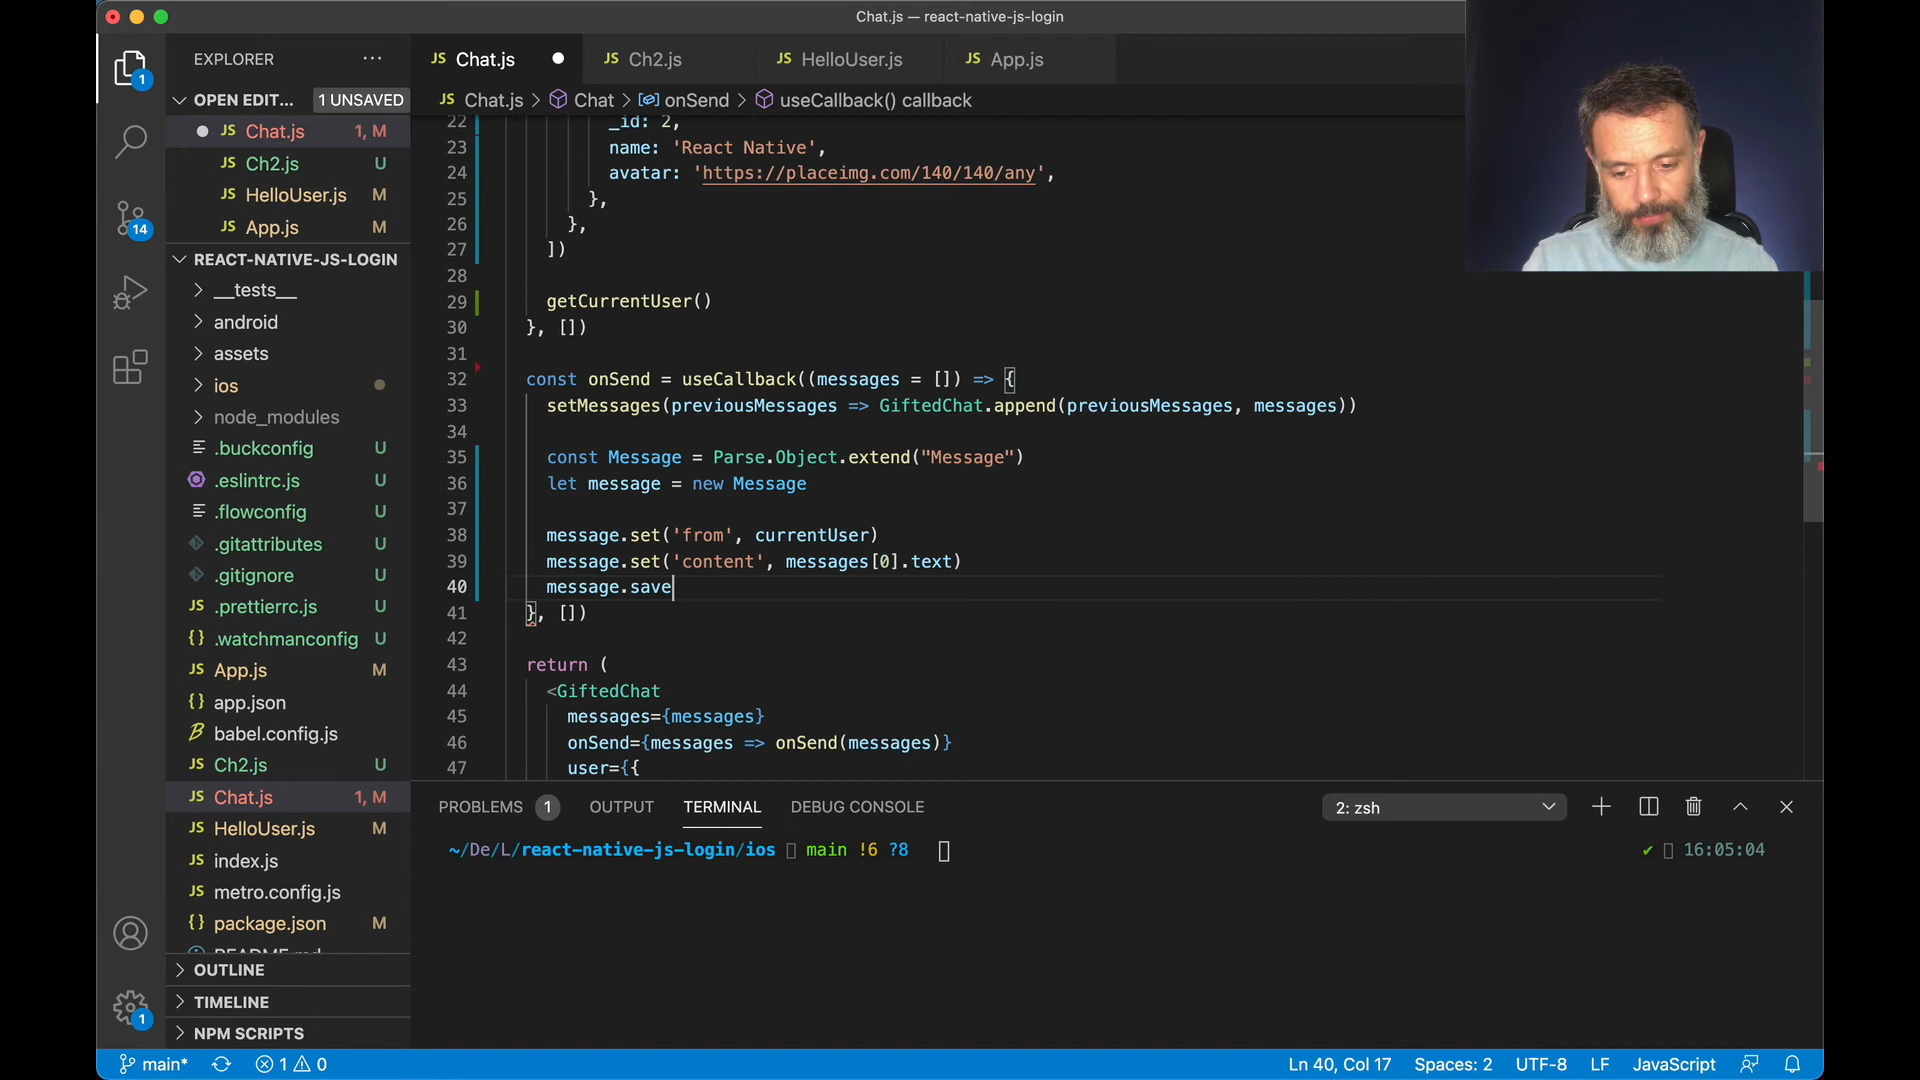 Chat.js — react-native-js-login
EXPLORER
OPEN EDIT... 1 UNSAVED
JS Chat.js 1, M
JS Ch2.js U
JS HelloUser.js M
JS App.js M
REACT-NATIVE-JS-LOGIN
__tests__
android
assets
ios
node_modules
.buckconfig U
.eslintrc.js U
.flowconfig U
.gitattributes U
.gitignore U
JS .prettierrc.js U
{} .watchmanconfig U
JS App.js M
{} app.json
babel.config.js
JS Ch2.js U
JS Chat.js 1, M
JS HelloUser.js M
JS index.js
JS metro.config.js
{} package.json M
README.md
OUTLINE
TIMELINE
NPM SCRIPTS
1
14
1
JS Chat.js
JS Ch2.js
JS HelloUser.js
JS App.js
JS Chat.js > Chat > onSend > useCallback() callback
22 _id: 2,
23 name: 'React Native',
24 avatar: 'https://placeimg.com/140/140/any',
25 },
26 },
27 ])
28
29 getCurrentUser()
30 }, [])
31
32 const onSend = useCallback((messages = []) => {
33 setMessages(previousMessages => GiftedChat.append(previousMessages, messages))
34
35 const Message = Parse.Object.extend("Message")
36 let message = new Message
37
38 message.set('from', currentUser)
39 message.set('content', messages[0].text)
40 message.save
41 }, [])
42
43 return (
44 <GiftedChat
45 messages={messages}
46 onSend={messages => onSend(messages)}
47 user={{
PROBLEMS 1 OUTPUT TERMINAL DEBUG CONSOLE 2: zsh
~/De/L/react-native-js-login/ios main !6 ?8 ✔ 16:05:04
main* 1 0 Ln 40, Col 17 Spaces: 2 UTF-8 LF JavaScript